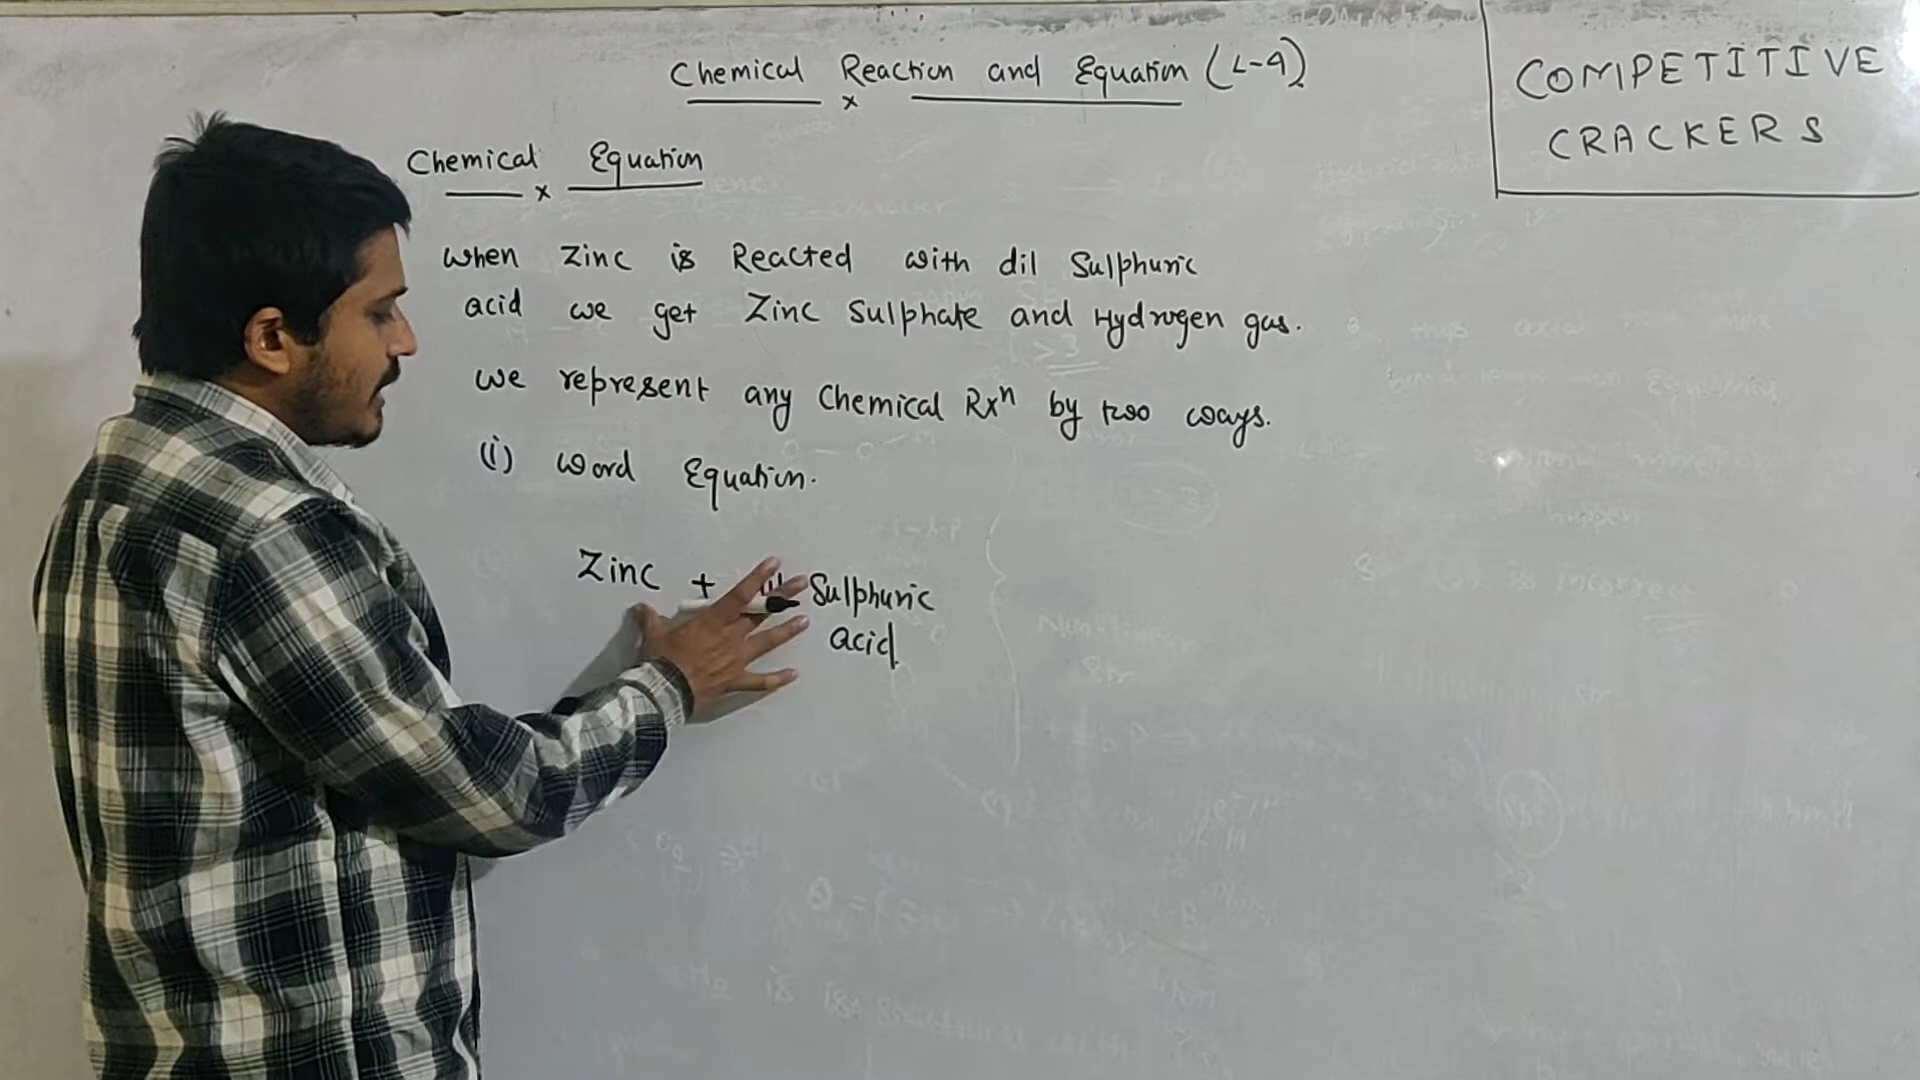 Chemical Reaction and Equation (L-4)
COMPETITIVE
CRACKERS
Chemical Equation
When Zinc is Reacted with dil Sulphuric
acid we get Zinc Sulphate and Hydrogen gas.
we represent any Chemical Rxⁿ by two ways.
(i) Word Equation.
Zinc + Sulphuric
acid